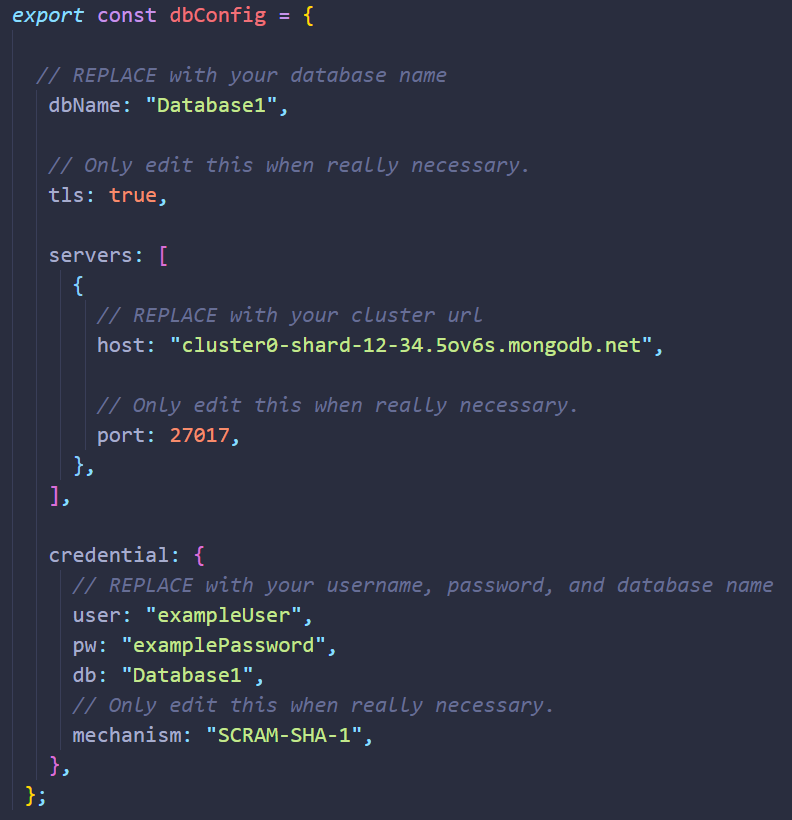 export const dbConfig = {
// REPLACE with your database name
dbName: "Database1",
// Only edit this when really necessary.
tls: true,
servers: [
{
// REPLACE with your cluster url
host: "cluster0-shard-12-34.5ov6s.mongodb.net",
// Only edit this when really necessary.
port: 27017,
},
],
credential: {
// REPLACE with your username, password, and database name
user: "exampleUser",
pw: "examplePassword",
db: "Database1",
// Only edit this when really necessary.
mechanism: "SCRAM-SHA-1",
},
};